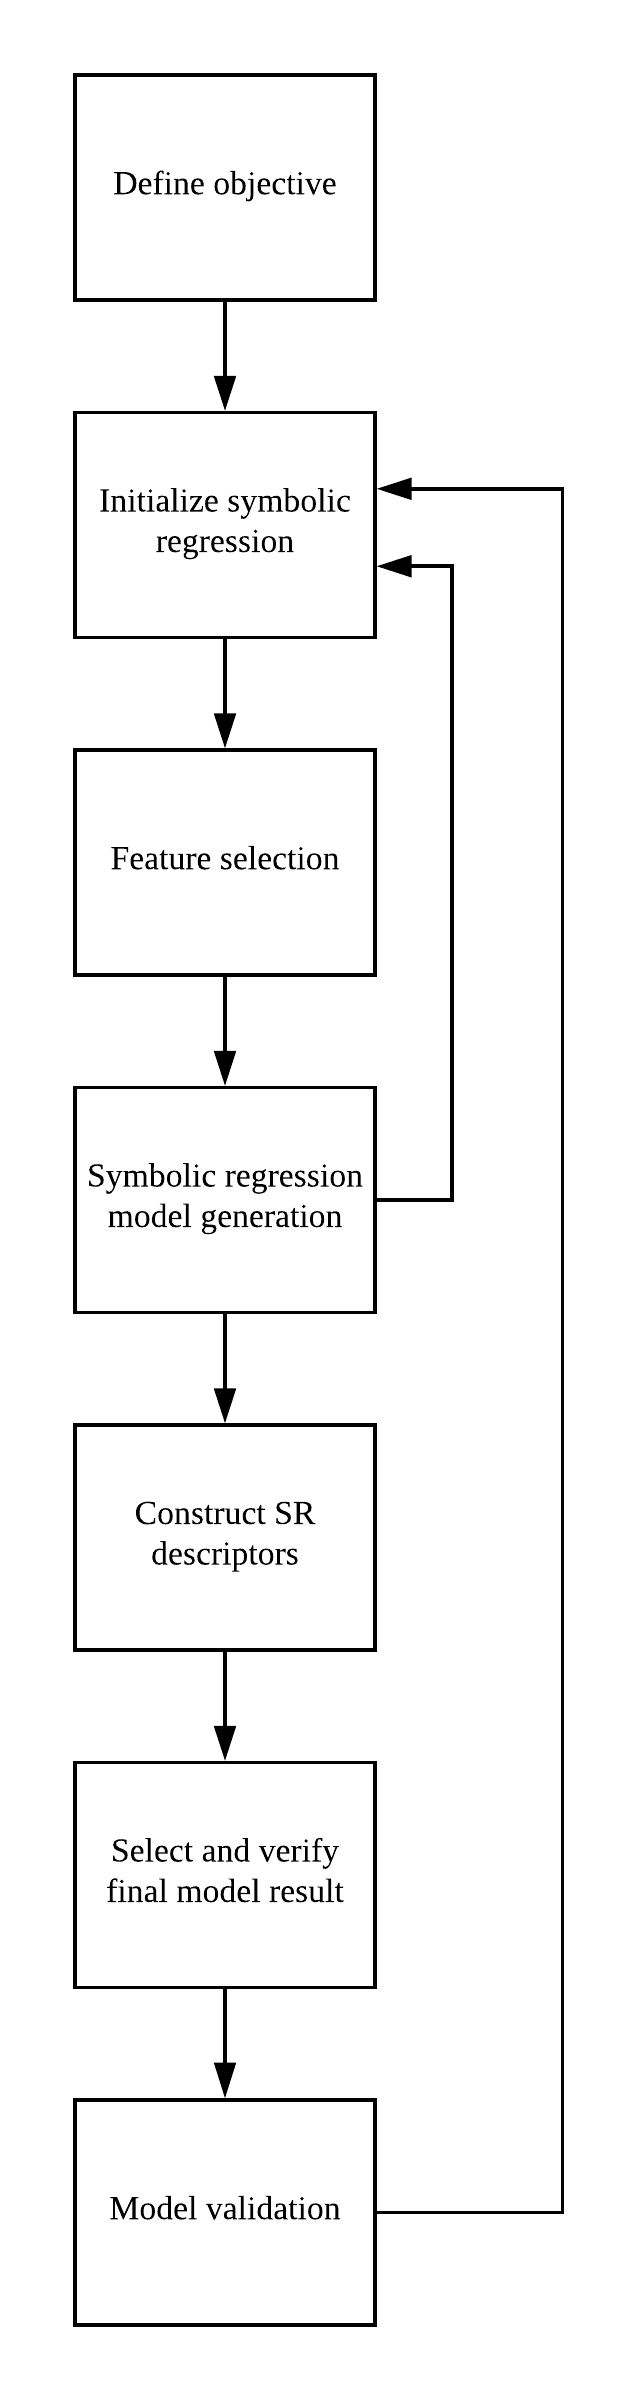 Define objective
Initialize symbolic
regression
Feature selection
Symbolic regression
model generation
Construct SR
descriptors
Select and verify
final model result
Model validation